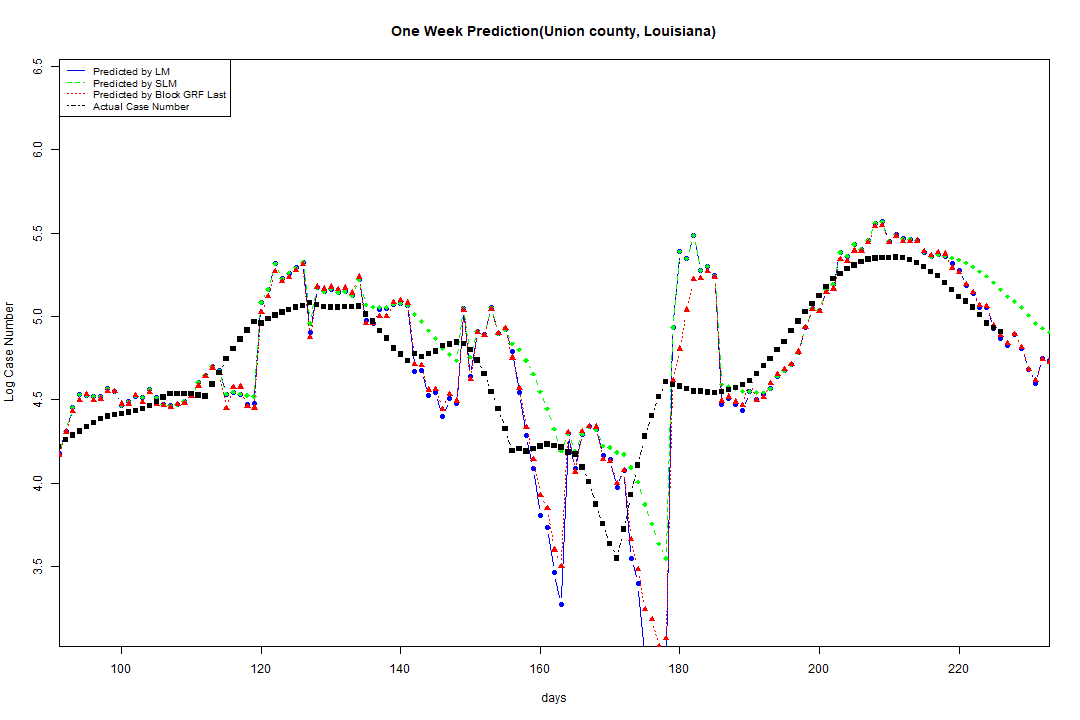 One Week Prediction(Union county, Louisiana)
Predicted by LM
Predicted by SLM
Predicted by Block GRF Last
Actual Case Number
Log Case Number
6.5
6.0
5.5
5.0
4.5
4.0
3.5
100 120 140 160 180 200 220
days